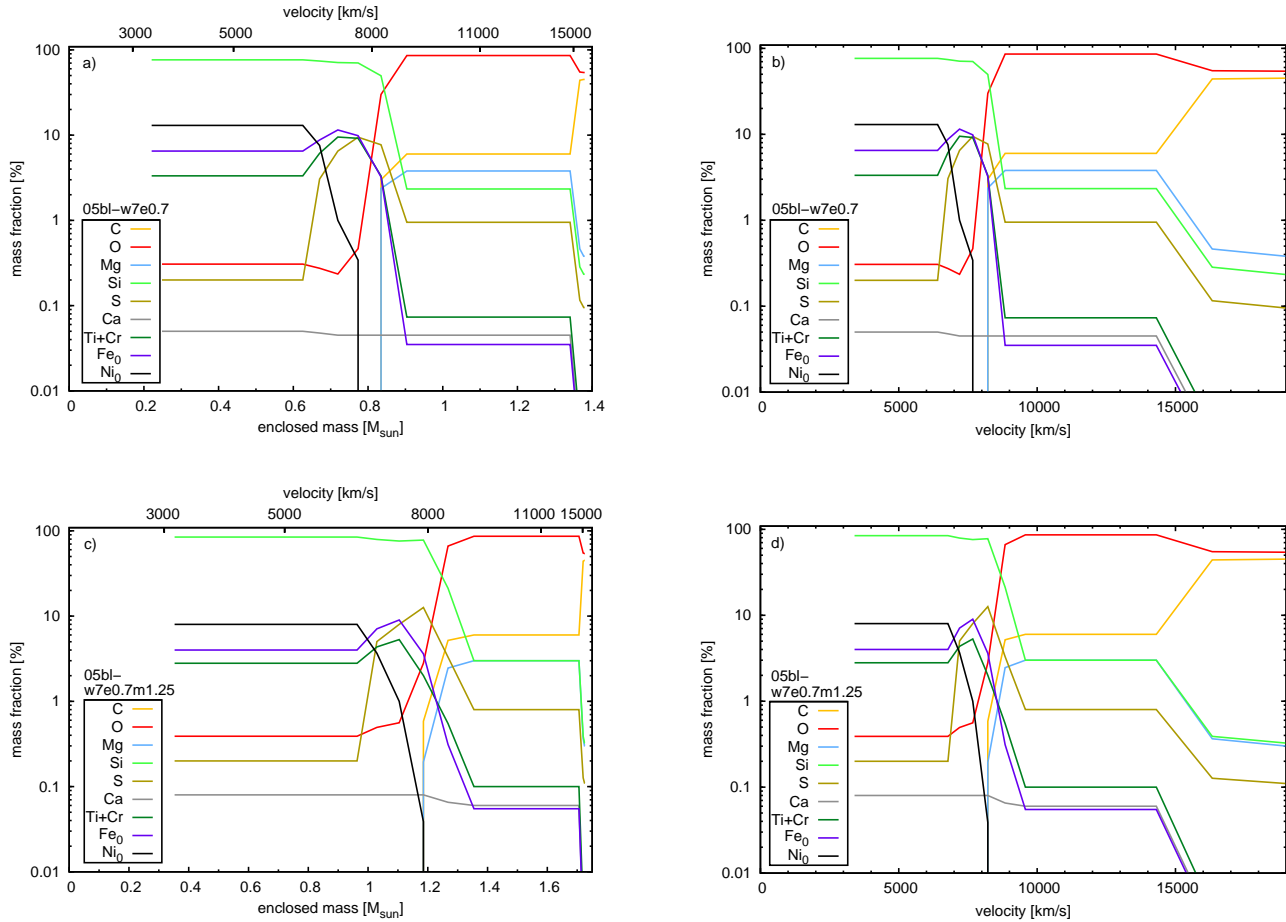 velocity [km/s]
3000 5000 8000 11000 15000
a)
b)
100
10
1
0.1
0.01
mass fraction [%]
05bl−w7e0.7
C
O
Mg
Si
S
Ca
Ti+Cr
Fe0
Ni0
0 0.2 0.4 0.6 0.8 1 1.2 1.4
enclosed mass [Msun]
100
10
1
0.1
0.01
mass fraction [%]
05bl−w7e0.7
C
O
Mg
Si
S
Ca
Ti+Cr
Fe0
Ni0
0 5000 10000 15000
velocity [km/s]
velocity [km/s]
3000 5000 8000 11000 15000
c)
d)
100
10
1
0.1
0.01
mass fraction [%]
05bl−
w7e0.7m1.25
C
O
Mg
Si
S
Ca
Ti+Cr
Fe0
Ni0
0 0.2 0.4 0.6 0.8 1 1.2 1.4 1.6
enclosed mass [Msun]
100
10
1
0.1
0.01
mass fraction [%]
05bl−
w7e0.7m1.25
C
O
Mg
Si
S
Ca
Ti+Cr
Fe0
Ni0
0 5000 10000 15000
velocity [km/s]